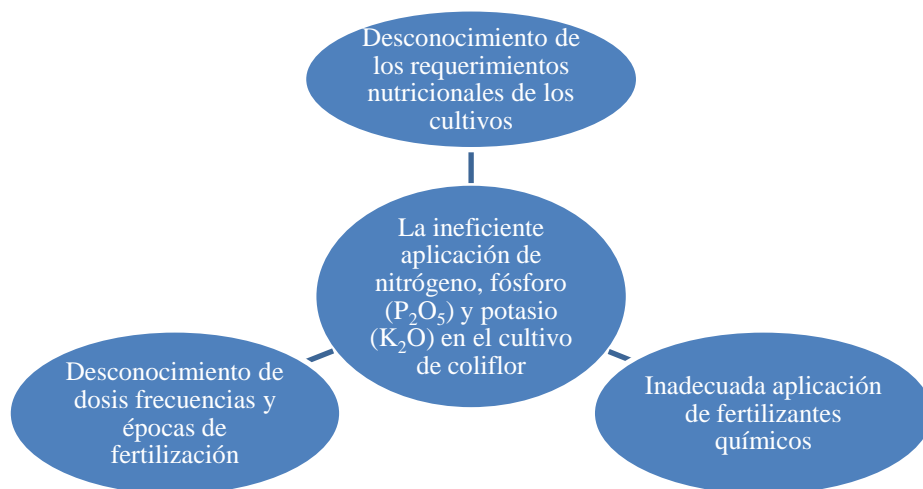 Desconocimiento de
los requerimientos
nutricionales de los
cultivos
La ineficiente
aplicación de
nitrógeno, fósforo
(P₂O₅) y potasio
(K₂O) en el cultivo
de coliflor
Desconocimiento de
dosis frecuencias y
épocas de
fertilización
Inadecuada aplicación
de fertilizantes
químicos